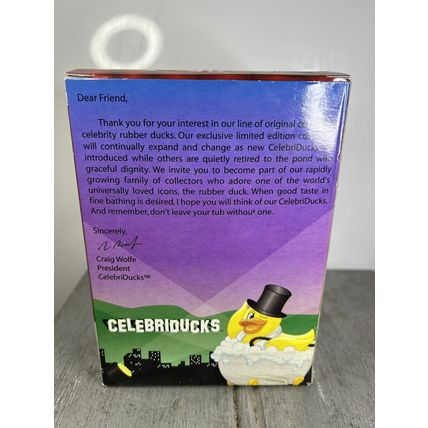 Dear Friend,
Thank you for your interest in our line of original
celebrity rubber ducks. Our exclusive limited edition
will continually expand and change as new CelebriDucks
introduced while others are quietly retired to the pond with
graceful dignity. We invite you to become part of our rapidly
growing family of collectors who adore one of the world's
universally loved icons, the rubber duck. When good taste in
fine bathing is desired, I hope you will think of our CelebriDucks.
And remember, don't leave your tub without one.
Sincerely,
Craig Wolfe
President
CelebriDucks™
CELEBRIDUCKS